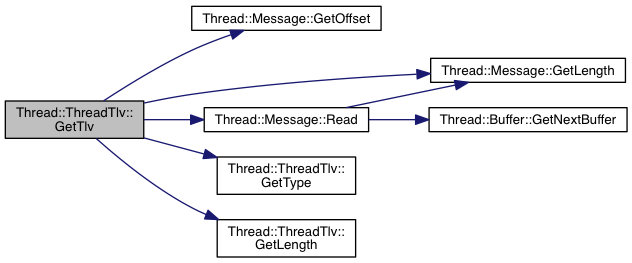 Thread::Message::GetOffset
Thread::Message::GetLength
Thread::ThreadTlv::
GetTlv
Thread::Message::Read
Thread::Buffer::GetNextBuffer
Thread::ThreadTlv::
GetType
Thread::ThreadTlv::
GetLength